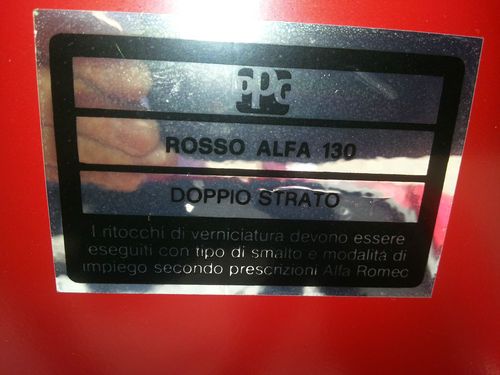 PPG
ROSSO ALFA 130
DOPPIO STRATO
I ritocchi di verniciatura devono essere
eseguiti con tipo di smalto e modalità di
impiego secondo prescrizioni Alfa Romeo